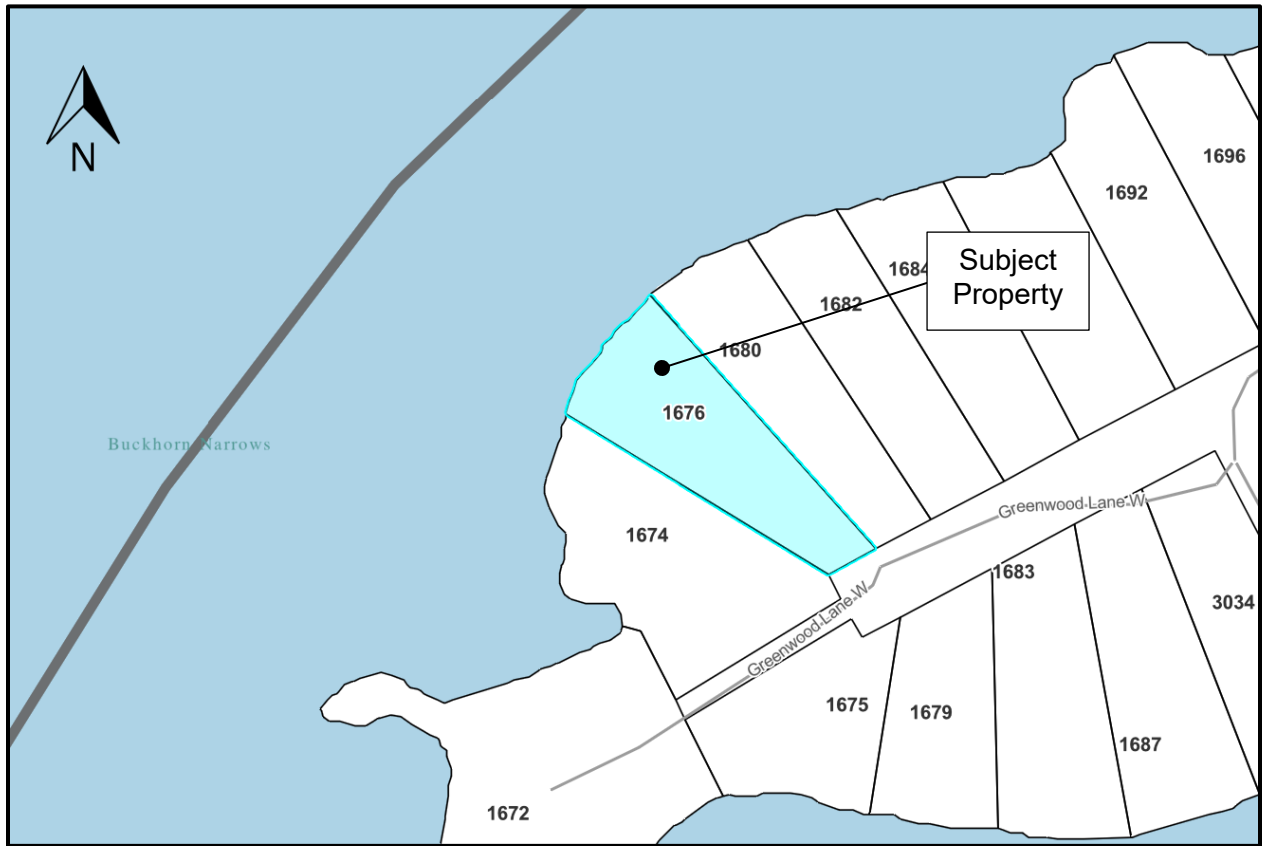 N
1696
1692
Subject
Property
1684
1682
1680
1676
Buckhorn Narrows
Greenwood Lane W
1674
1683
3034
Greenwood Lane W
1675
1679
1687
1672